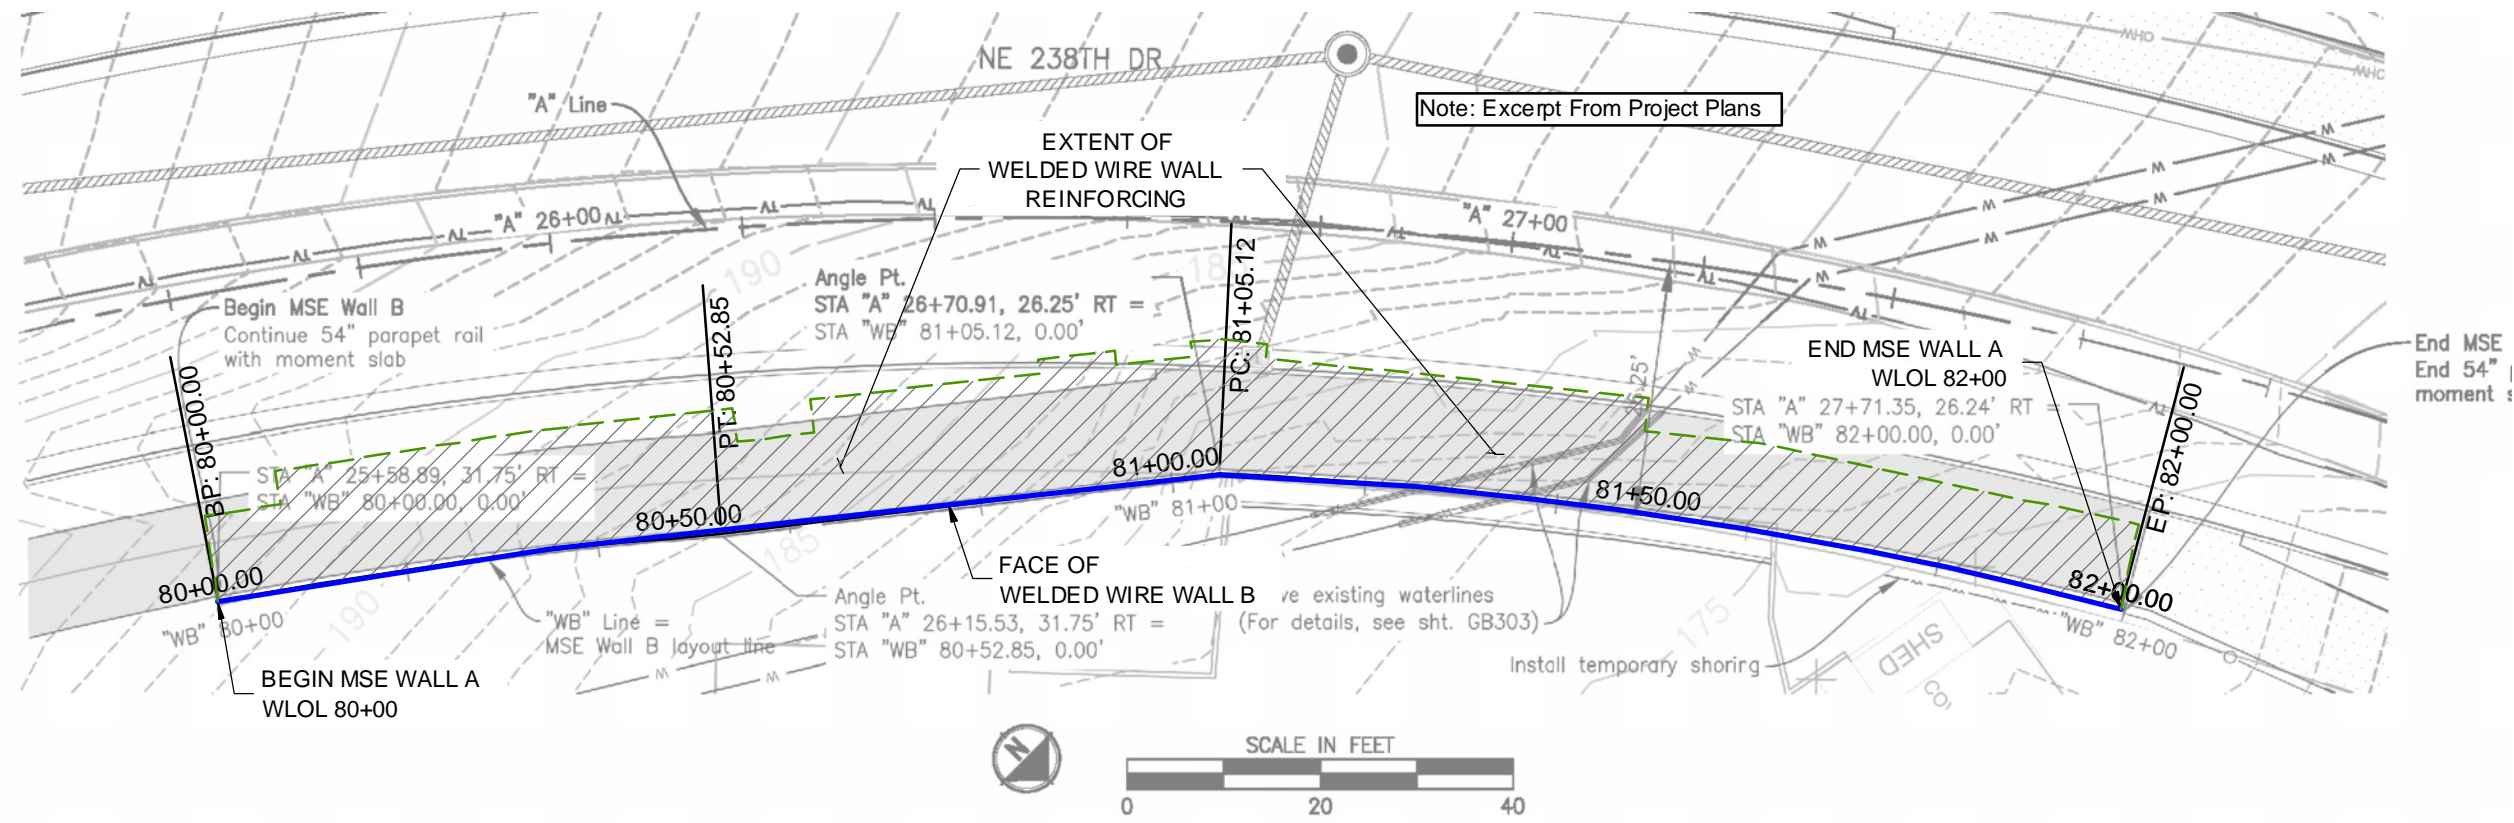 NE 238TH DR
OHW
OHW
"A" Line
Note: Excerpt From Project Plans
EXTENT OF
WELDED WIRE WALL
REINFORCING
"A" 26+00
"A" 27+00
190
18
Begin MSE Wall B
Continue 54" parapet rail
with moment slab
Angle Pt.
STA "A" 26+70.91, 26.25' RT =
STA "WB" 81+05.12, 0.00'
BP: 80+00.00
PT: 80+52.85
PC: 81+05.12
EP: 82+00.00
END MSE WALL A
WLOL 82+00
STA "A" 27+71.35, 26.24' RT =
STA "WB" 82+00.00, 0.00'
End MSE
End 54"
moment s
STA "A" 25+58.89, 31.75' RT =
STA "WB" 80+00.00, 0.00'
80+00.00
80+50.00
81+00.00
81+50.00
82+00.00
"WB" 80+00
"WB" 81+00
"WB" 82+00
190
185
175
FACE OF
WELDED WIRE WALL B
"WB" Line =
MSE Wall B layout line
Angle Pt.
STA "A" 26+15.53, 31.75' RT =
STA "WB" 80+52.85, 0.00'
ve existing waterlines
(For details, see sht. GB303)
Install temporary shoring
SHED
BEGIN MSE WALL A
WLOL 80+00
N
SCALE IN FEET
0 20 40